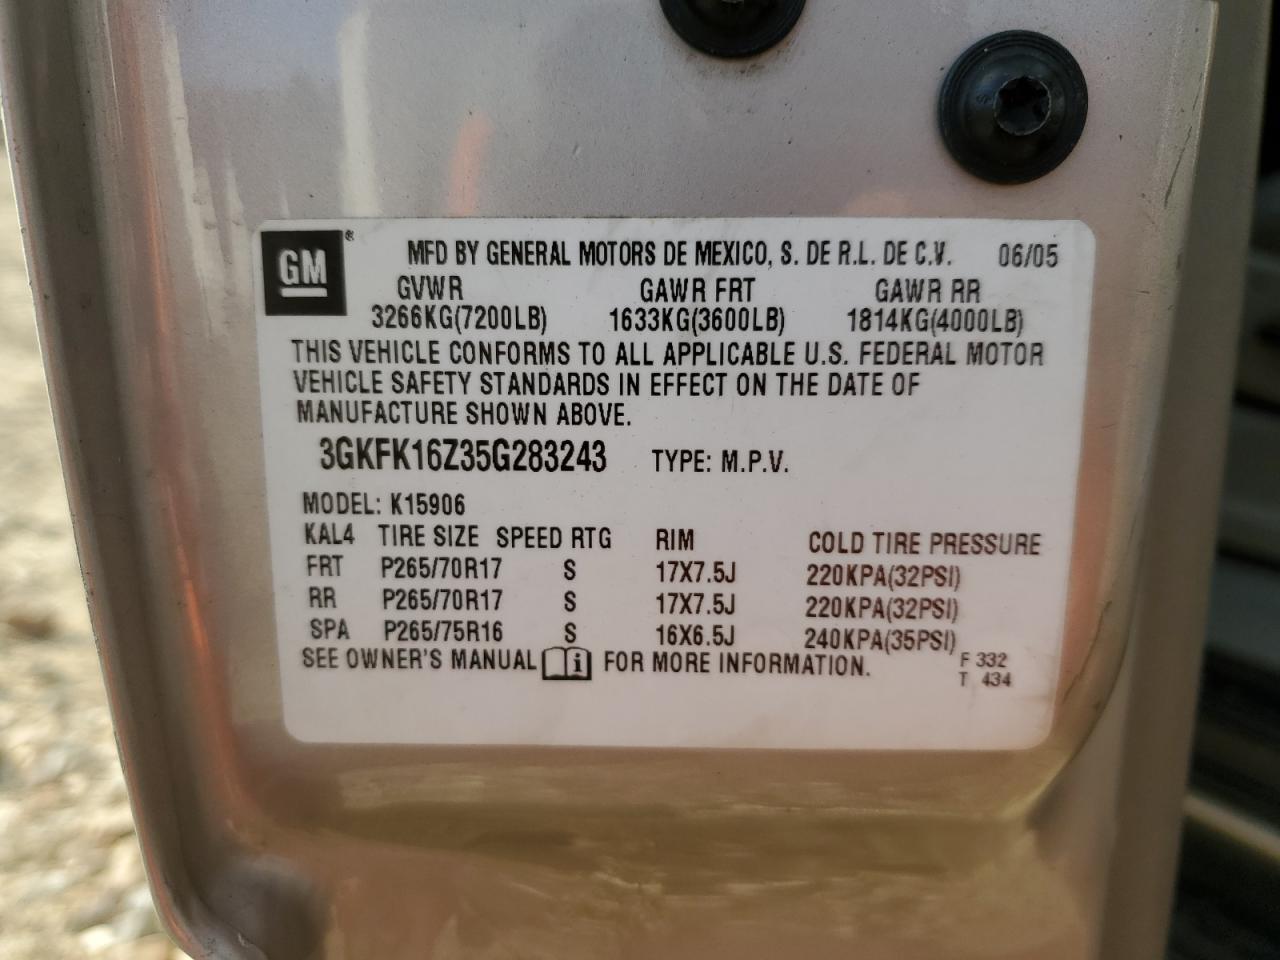 GM ® MFD BY GENERAL MOTORS DE MEXICO, S. DE R.L. DE C.V. 06/05
GVWR GAWR FRT GAWR RR
3266KG(7200LB) 1633KG(3600LB) 1814KG(4000LB)
THIS VEHICLE CONFORMS TO ALL APPLICABLE U.S. FEDERAL MOTOR
VEHICLE SAFETY STANDARDS IN EFFECT ON THE DATE OF
MANUFACTURE SHOWN ABOVE.
3GKFK16Z35G283243 TYPE: M.P.V.
MODEL: K15906
KAL4 TIRE SIZE SPEED RTG RIM COLD TIRE PRESSURE
FRT P265/70R17 S 17X7.5J 220KPA(32PSI)
RR P265/70R17 S 17X7.5J 220KPA(32PSI)
SPA P265/75R16 S 16X6.5J 240KPA(35PSI)
SEE OWNER'S MANUAL i FOR MORE INFORMATION.
F 332
T 434